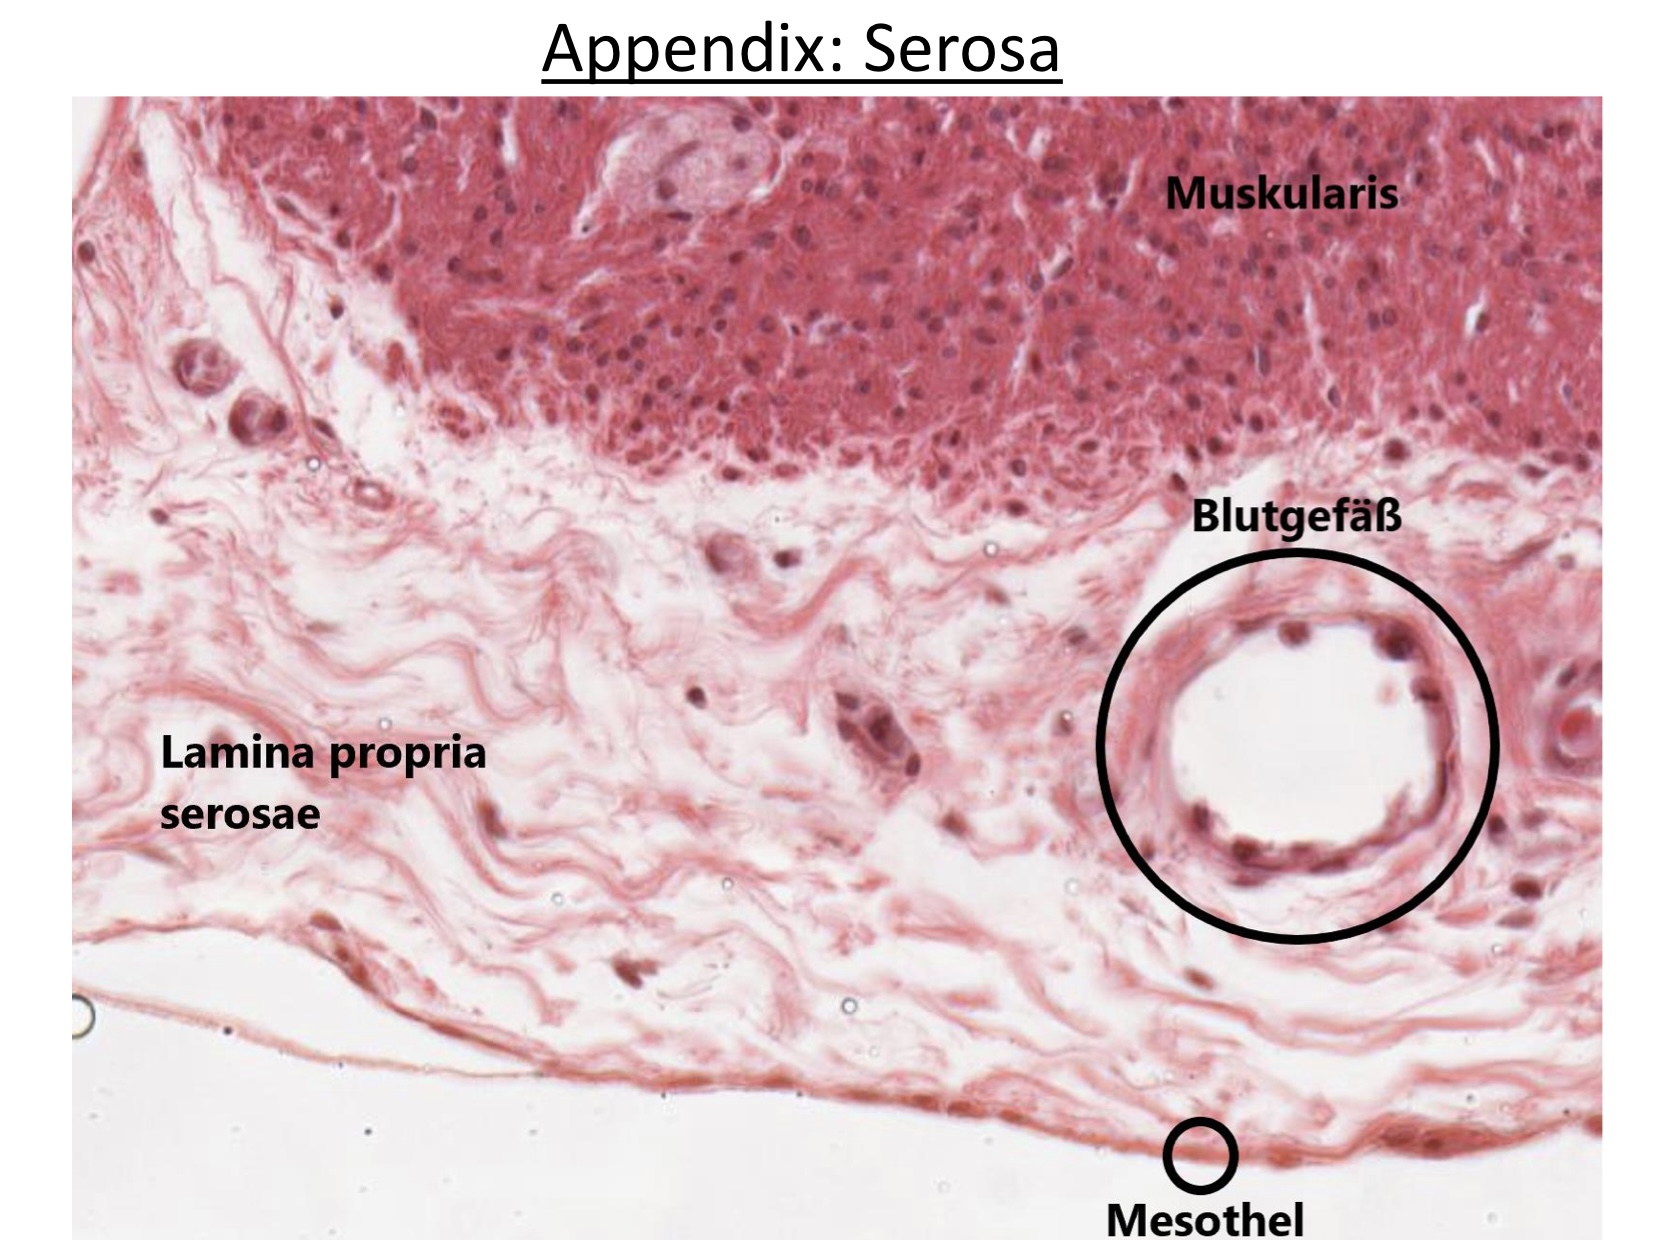 Appendix: Serosa
Muskularis
Blutgefäß
Lamina propria
serosae
Mesothel